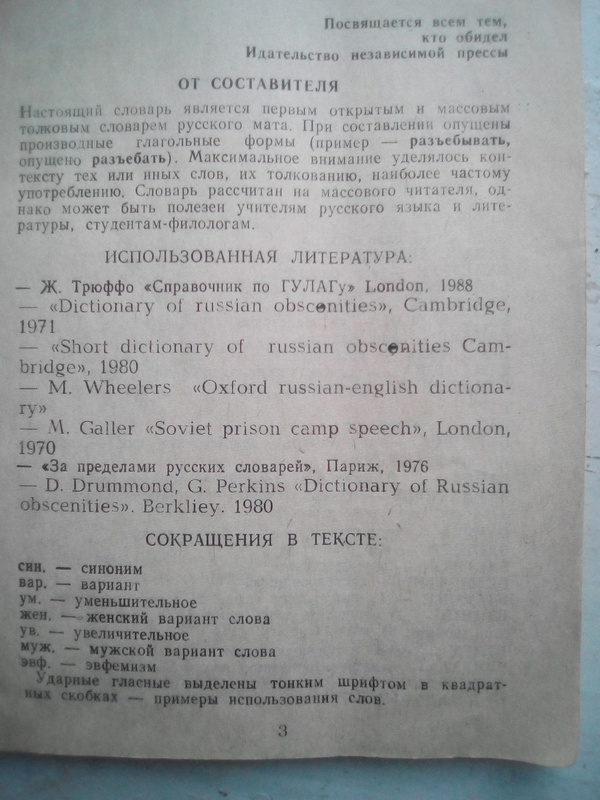 Посвящается всем тем,
кто обидел
Идательство независимой прессы
ОТ СОСТАВИТЕЛЯ
Настоящий словарь является первым открытым и массовым
толковым словарем русского мата. При составлении опущены
производные глагольные формы (пример — разъебывать,
опущено разъебать). Максимальное внимание уделялось кон-
тексту тех или иных слов, их толкованию, наиболее частому
употреблению. Словарь рассчитан на массового читателя, од-
нако может быть полезен учителям русского языка и лите-
ратуры, студентам-филологам.
ИСПОЛЬЗОВАННАЯ ЛИТЕРАТУРА:
— Ж. Трюффо «Справочник по ГУЛАГу» London, 1988
— «Dictionary of russian obscenities», Cambridge,
1971
— «Short dictionary of russian obscenities Cam-
bridge», 1980
— M. Wheelers «Oxford russian-english dictiona-
ry»
— M. Galler «Soviet prison camp speech», London,
1970
— «За пределами русских словарей», Париж, 1976
— D. Drummond, G. Perkins «Dictionary of Russian
obscenities». Berkliey. 1980
СОКРАЩЕНИЯ В ТЕКСТЕ:
син. — синоним
вар. — вариант
ум. — уменьшительное
жен. — женский вариант слова
ув. — увеличительное
муж. — мужской вариант слова
эвф. — эвфемизм
Ударные гласные выделены тонким шрифтом в квадрат-
ных скобках — примеры использования слов.
3